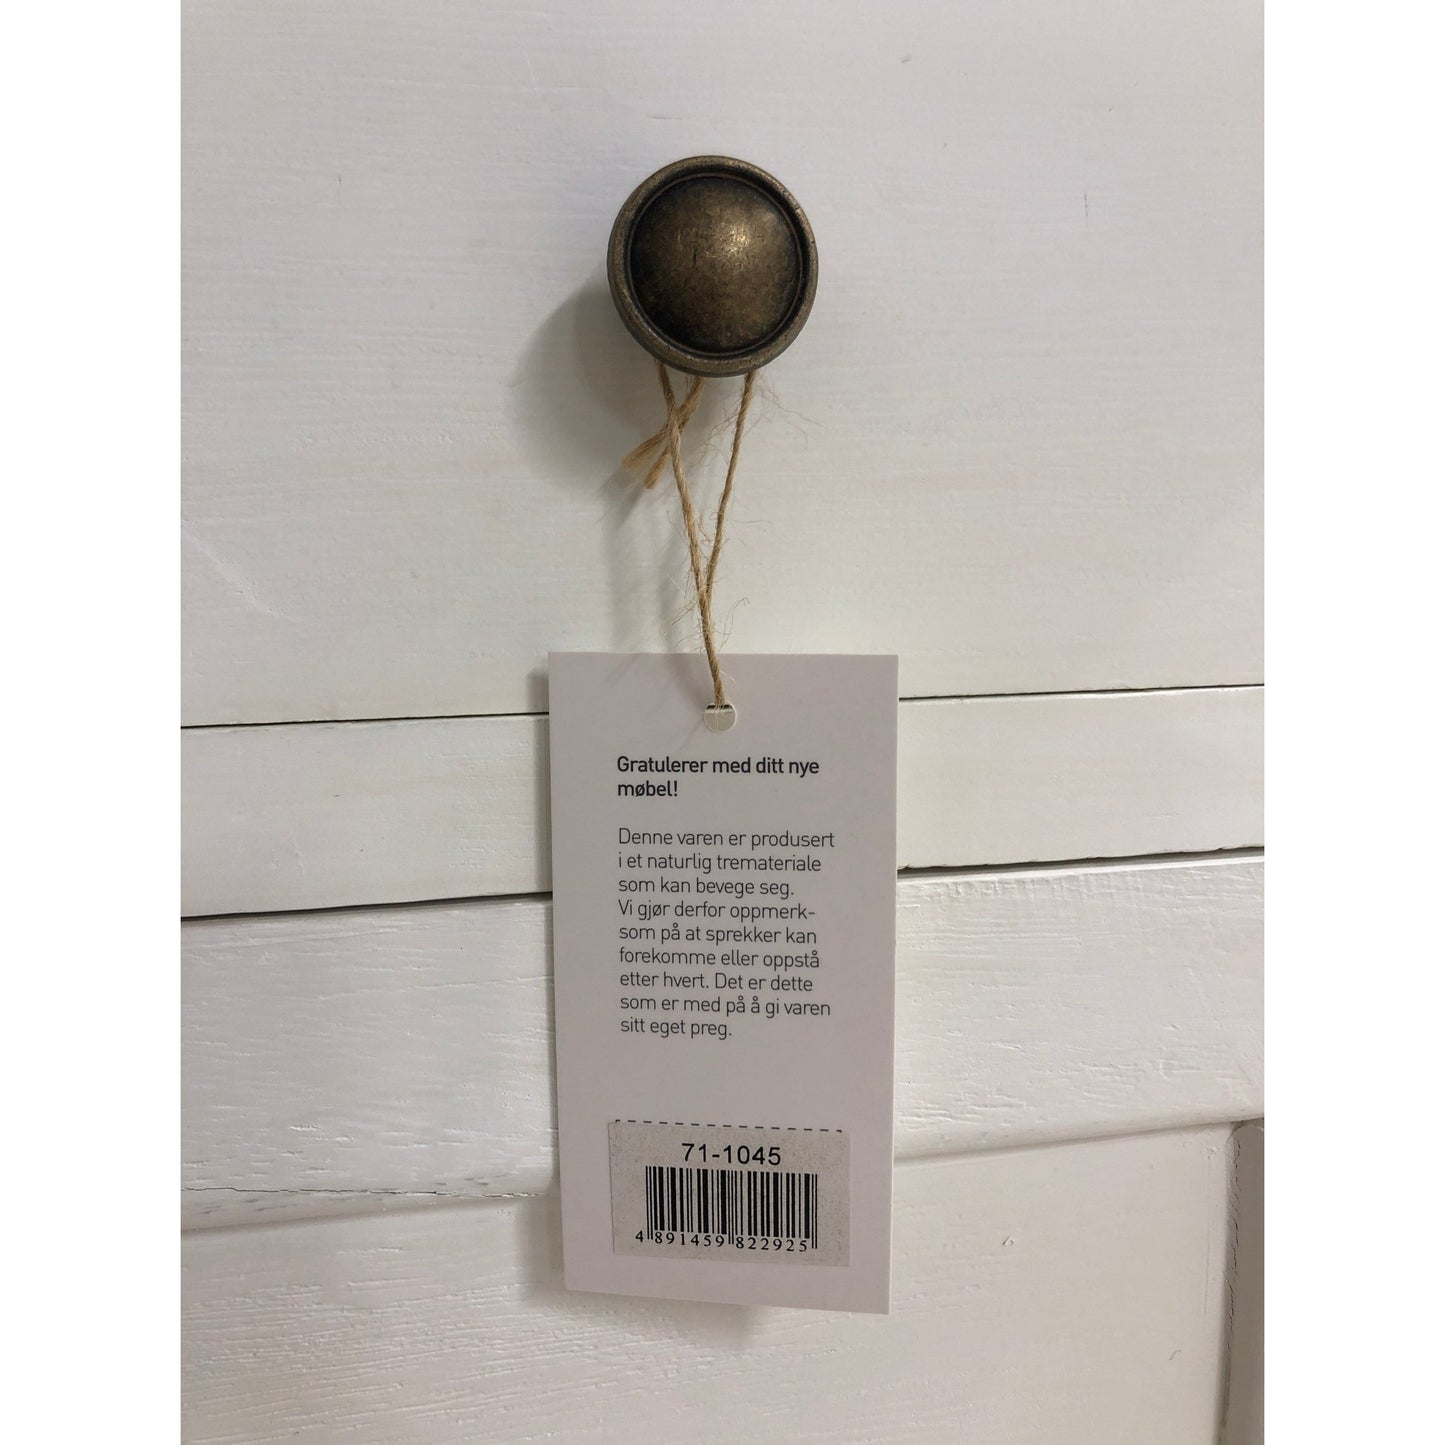 Gratulerer med ditt nye
møbel!
Denne varen er produsert
i et naturlig tremateriale
som kan bevege seg.
Vi gjør derfor oppmerk-
som på at sprekker kan
forekomme eller oppstå
etter hvert. Det er dette
som er med på å gi varen
sitt eget preg.
71-1045
4 891459 822925